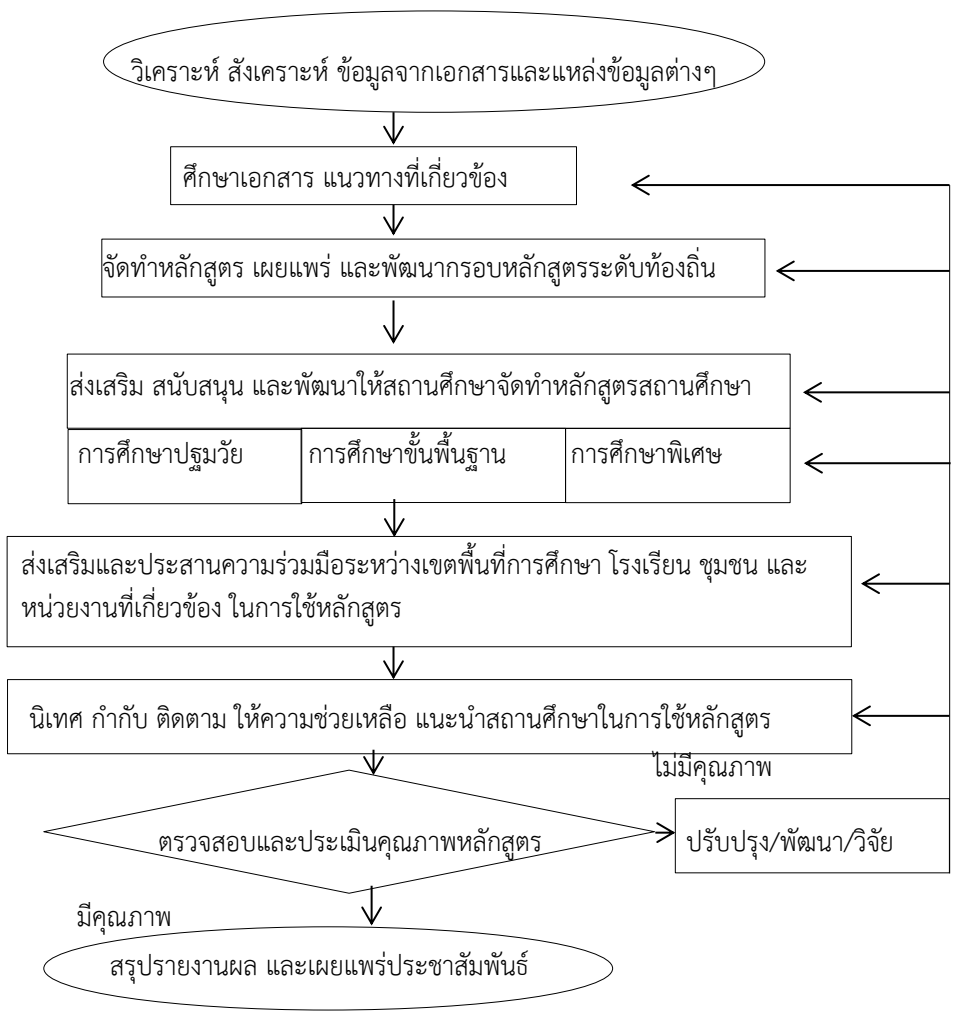 วิเคราะห์ สังเคราะห์ ข้อมูลจากเอกสารและแหล่งข้อมูลต่างๆ
ศึกษาเอกสาร แนวทางที่เกี่ยวข้อง
จัดทำหลักสูตร เผยแพร่ และพัฒนากรอบหลักสูตรระดับท้องถิ่น
ส่งเสริม สนับสนุน และพัฒนาให้สถานศึกษาจัดทำหลักสูตรสถานศึกษา
การศึกษาปฐมวัย
การศึกษาขั้นพื้นฐาน
การศึกษาพิเศษ
ส่งเสริมและประสานความร่วมมือระหว่างเขตพื้นที่การศึกษา โรงเรียน ชุมชน และ
หน่วยงานที่เกี่ยวข้อง ในการใช้หลักสูตร
นิเทศ กำกับ ติดตาม ให้ความช่วยเหลือ แนะนำสถานศึกษาในการใช้หลักสูตร
ไม่มีคุณภาพ
ตรวจสอบและประเมินคุณภาพหลักสูตร
ปรับปรุง/พัฒนา/วิจัย
มีคุณภาพ
สรุปรายงานผล และเผยแพร่ประชาสัมพันธ์